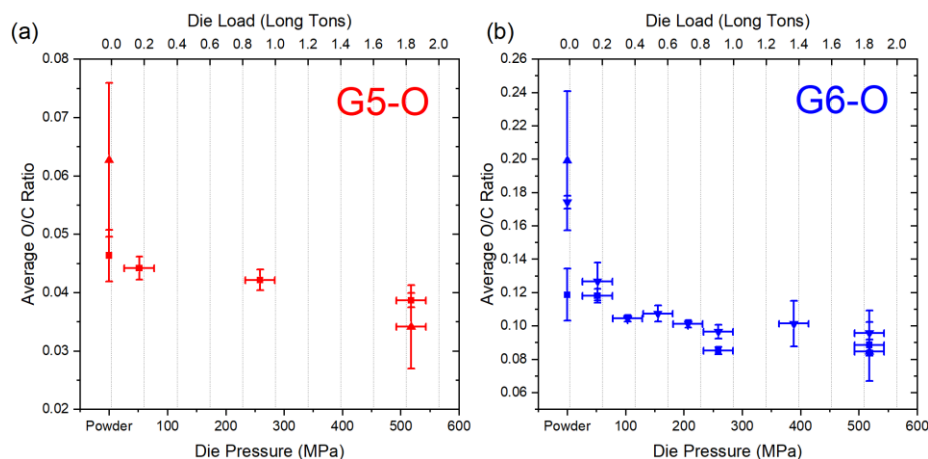 Die Load (Long Tons)
(a)
0.0 0.2 0.4 0.6 0.8 1.0 1.2 1.4 1.6 1.8 2.0
0.08
0.07
0.06
0.05
0.04
0.03
0.02
Average O/C Ratio
G5-O
Powder 100 200 300 400 500 600
Die Pressure (MPa)
Die Load (Long Tons)
(b)
0.0 0.2 0.4 0.6 0.8 1.0 1.2 1.4 1.6 1.8 2.0
0.26
0.24
0.22
0.20
0.18
0.16
0.14
0.12
0.10
0.08
0.06
Average O/C Ratio
G6-O
Powder 100 200 300 400 500 600
Die Pressure (MPa)